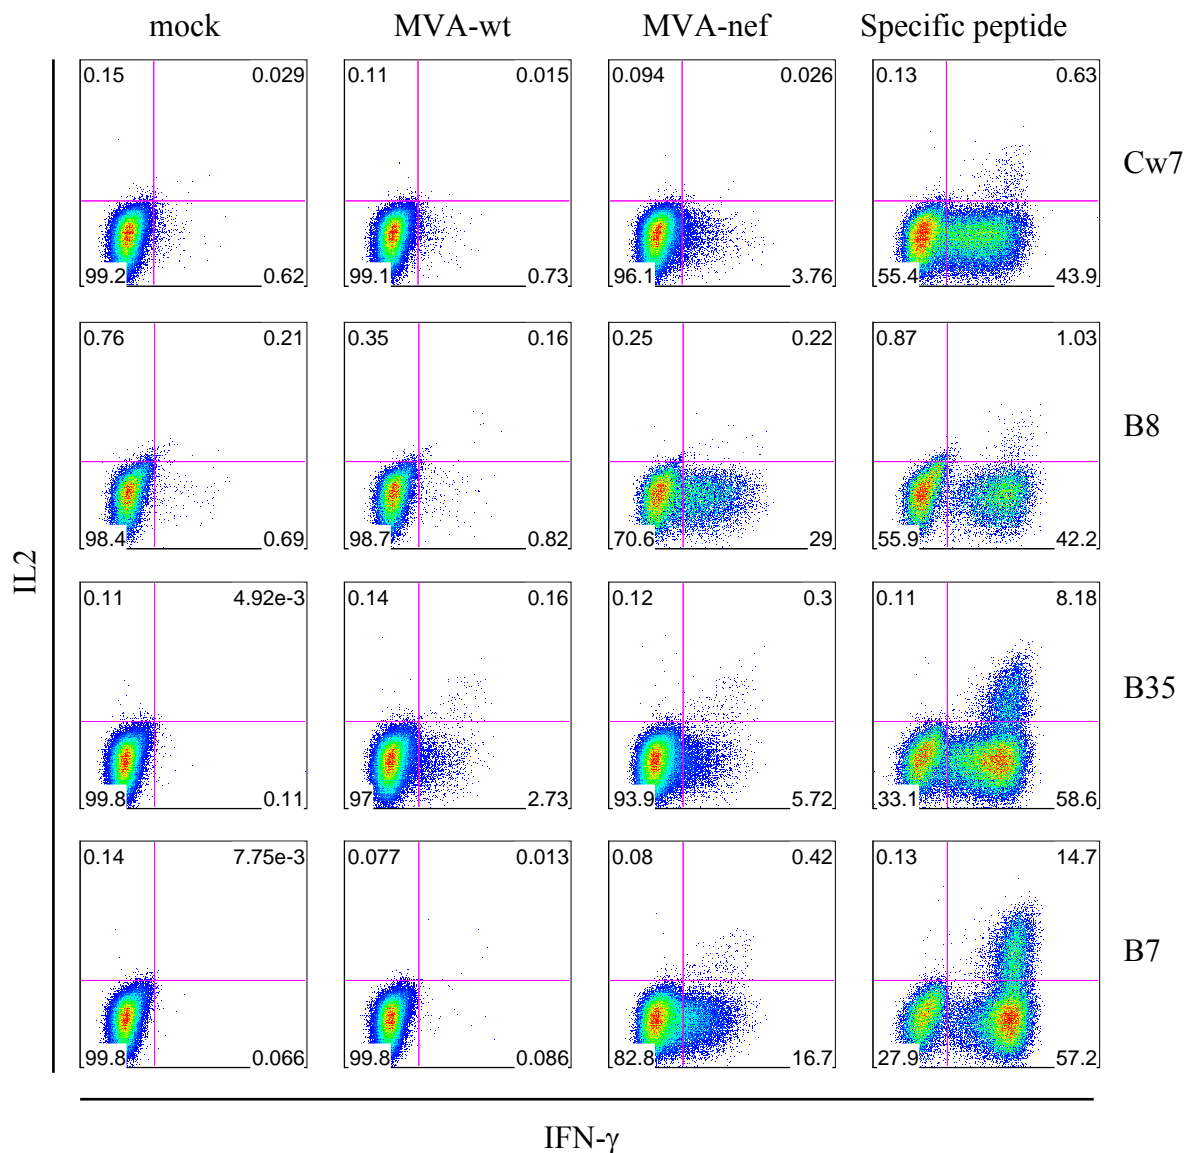 mock MVA-wt MVA-nef Specific peptide
0.15 0.029 0.11 0.015 0.094 0.026 0.13 0.63
Cw7
99.2 0.62 99.1 0.73 96.1 3.76 55.4 43.9
0.76 0.21 0.35 0.16 0.25 0.22 0.87 1.03
B8
98.4 0.69 98.7 0.82 70.6 29 55.9 42.2
IL2
0.11 4.92e-3 0.14 0.16 0.12 0.3 0.11 8.18
B35
99.8 0.11 97 2.73 93.9 5.72 33.1 58.6
0.14 7.75e-3 0.077 0.013 0.08 0.42 0.13 14.7
B7
99.8 0.066 99.8 0.086 82.8 16.7 27.9 57.2
IFN-γ